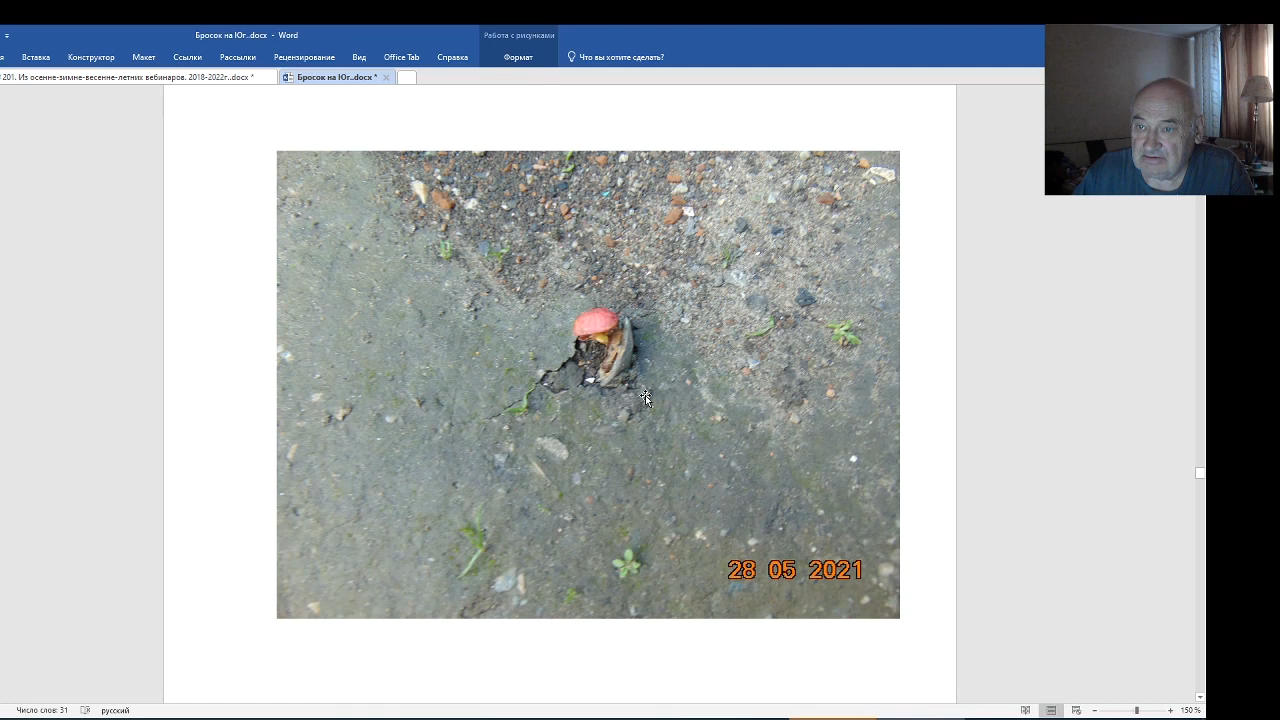 Бросок на Юг..docx - Word
Работа с рисунками
я Вставка Конструктор Макет Ссылки Рассылки Рецензирование Вид Office Tab Справка Формат Что вы хотите сделать?
201. Из осенне-зимне-весенне-летних вебинаров. 2018-2022г..docx *
Бросок на Юг..docx *
28 05 2021
Число слов: 31 русский
150 %